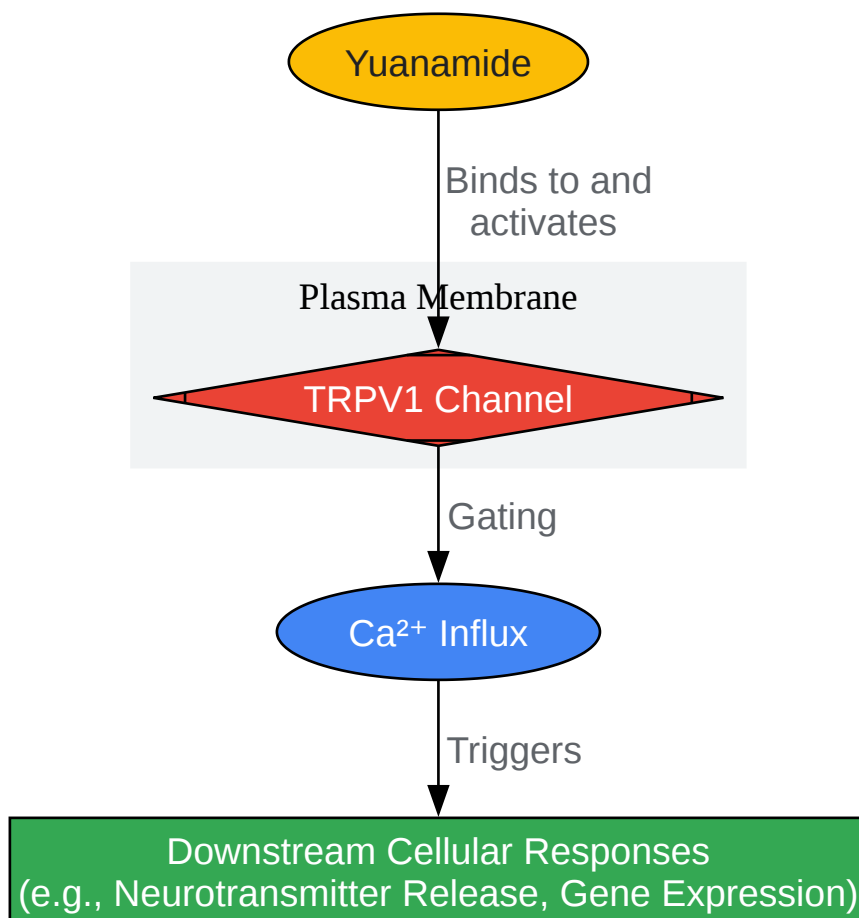 Yuanamide
Binds to and
activates
Plasma Membrane
TRPV1 Channel
Gating
Ca²⁺ Influx
Triggers
Downstream Cellular Responses
(e.g., Neurotransmitter Release, Gene Expression)